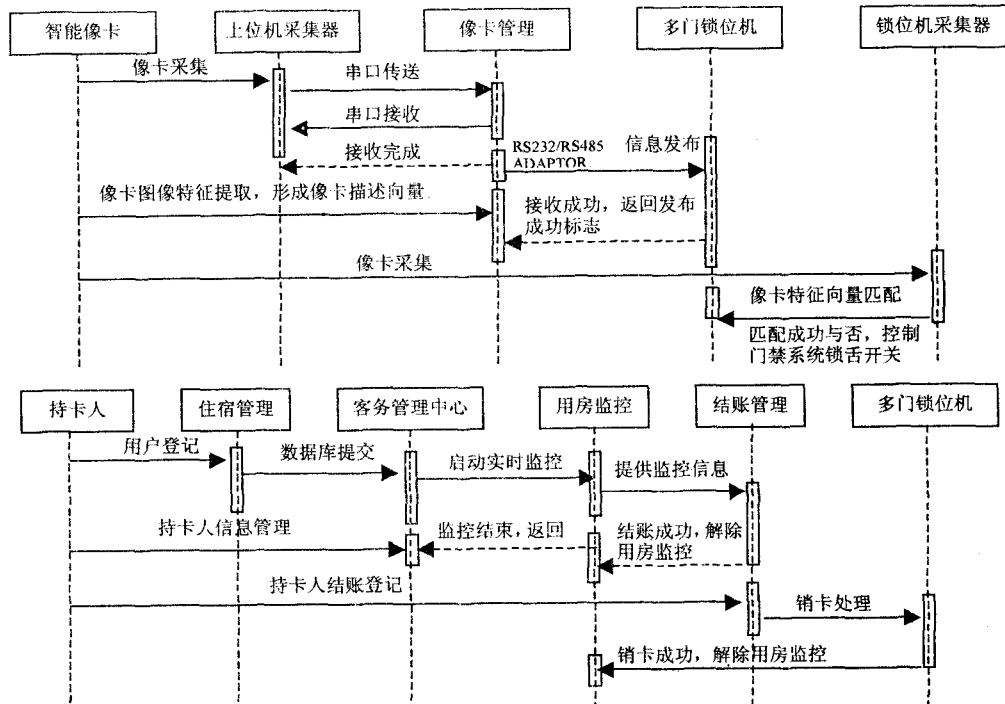 智能像卡
上位机采集器
像卡管理
多门锁位机
锁位机采集器
像卡采集
串口传送
串口接收
接收完成
RS232/RS485
ADAPTOR
信息发布
像卡图像特征提取，形成像卡描述向量
接收成功，返回发布
成功标志
像卡采集
像卡特征向量匹配
匹配成功与否，控制
门禁系统锁舌开关
持卡人
住宿管理
客务管理中心
用房监控
结账管理
多门锁位机
用户登记
数据库提交
启动实时监控
提供监控信息
持卡人信息管理
监控结束，返回
结账成功，解除
用房监控
持卡人结账登记
销卡处理
销卡成功，解除用房监控